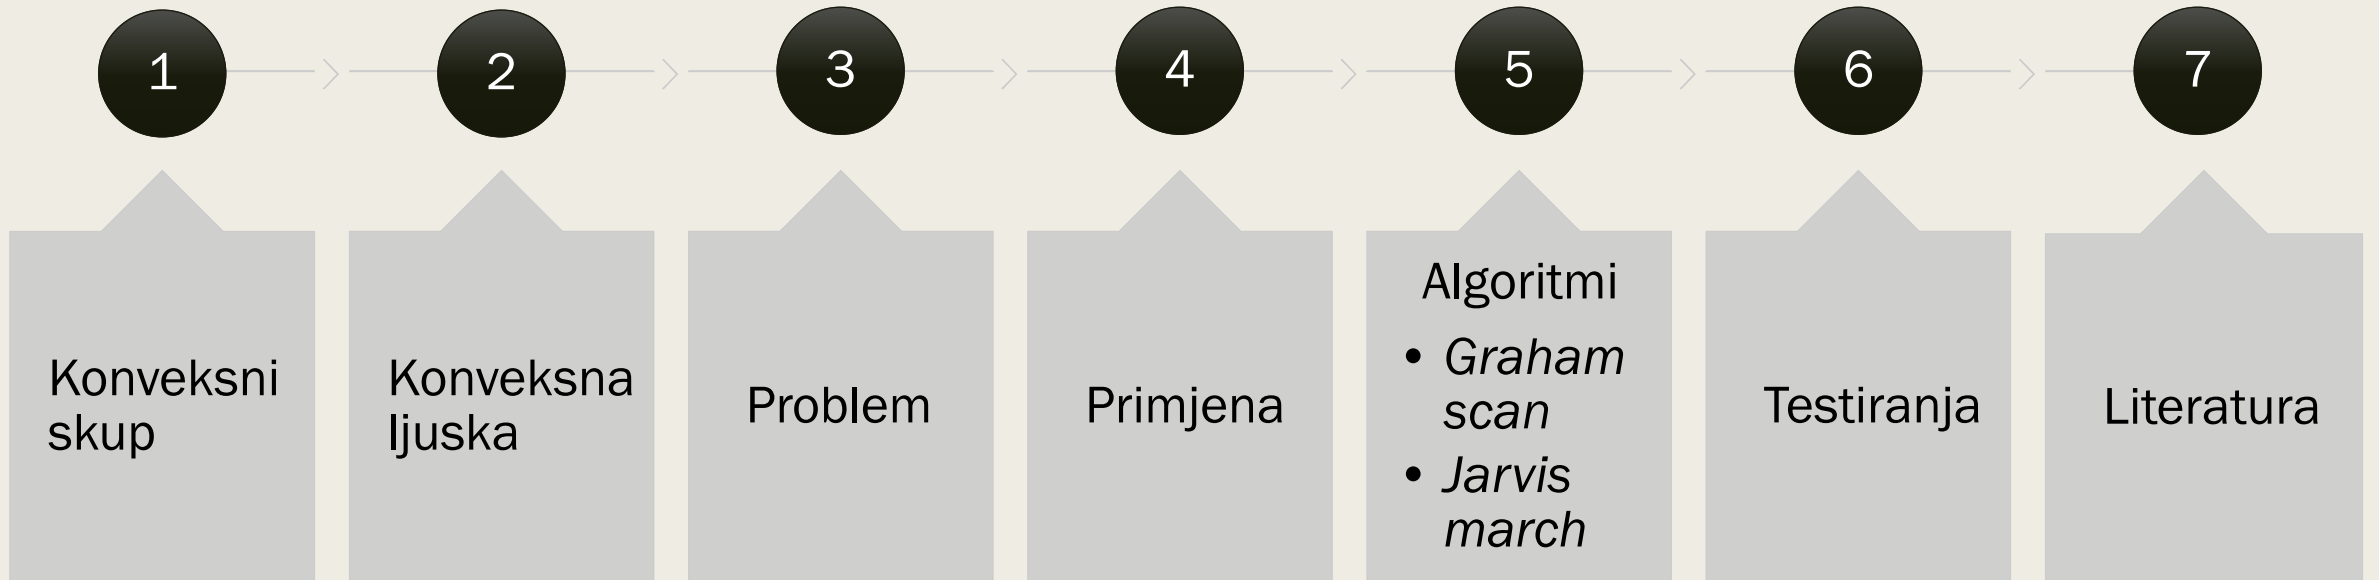 1
2
3
4
5
6
7
Konveksni
skup
Konveksna
ljuska
Problem
Primjena
Algoritmi
• Graham
scan
• Jarvis
march
Testiranja
Literatura